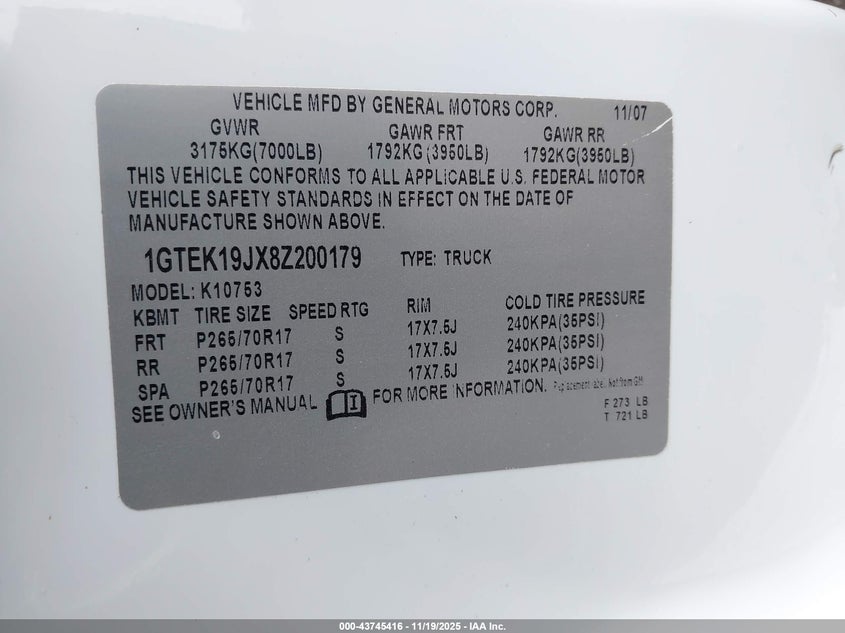 VEHICLE MFD BY GENERAL MOTORS CORP. 11/07
GVWR GAWR FRT GAWR RR
3175KG(7000LB) 1792KG(3950LB) 1792KG(3950LB)
THIS VEHICLE CONFORMS TO ALL APPLICABLE U.S. FEDERAL MOTOR
VEHICLE SAFETY STANDARDS IN EFFECT ON THE DATE OF
MANUFACTURE SHOWN ABOVE.
1GTEK19JX8Z200179 TYPE: TRUCK
MODEL: K10753
KBMT TIRE SIZE SPEED RTG RIM COLD TIRE PRESSURE
FRT P265/70R17 S 17X7.5J 240KPA(35PSI)
RR P265/70R17 S 17X7.5J 240KPA(35PSI)
SPA P265/70R17 S 17X7.5J 240KPA(35PSI)
SEE OWNER'S MANUAL FOR MORE INFORMATION. Not from GM
F 273 LB
T 721 LB
000-43745416 - 11/19/2025 - IAA Inc.